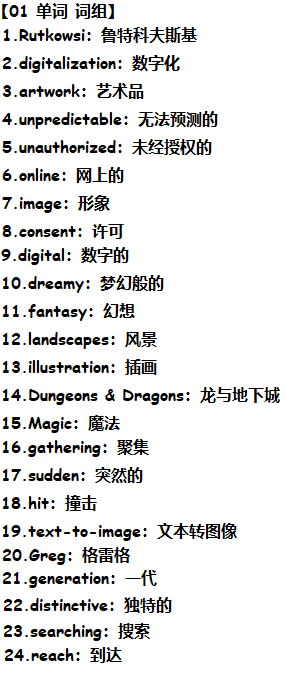 【01 单词 词组】
1.Rutkowsi：鲁特科夫斯基
2.digitalization：数字化
3.artwork：艺术品
4.unpredictable：无法预测的
5.unauthorized：未经授权的
6.online：网上的
7.image：形象
8.consent：许可
9.digital：数字的
10.dreamy：梦幻般的
11.fantasy：幻想
12.landscapes：风景
13.illustration：插画
14.Dungeons & Dragons：龙与地下城
15.Magic：魔法
16.gathering：聚集
17.sudden：突然的
18.hit：撞击
19.text-to-image：文本转图像
20.Greg：格雷格
21.generation：一代
22.distinctive：独特的
23.searching：搜索
24.reach：到达